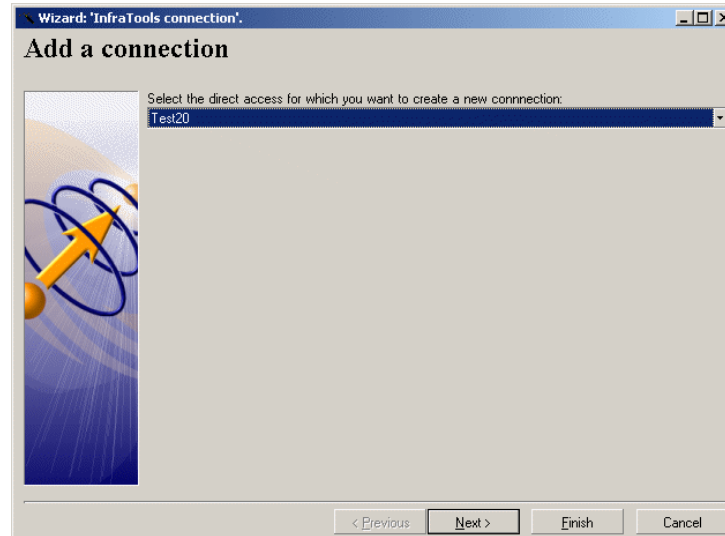 Wizard: 'InfraTools connection'.
Add a connection
Select the direct access for which you want to create a new connnection:
Test20
< Previous
Next >
Finish
Cancel